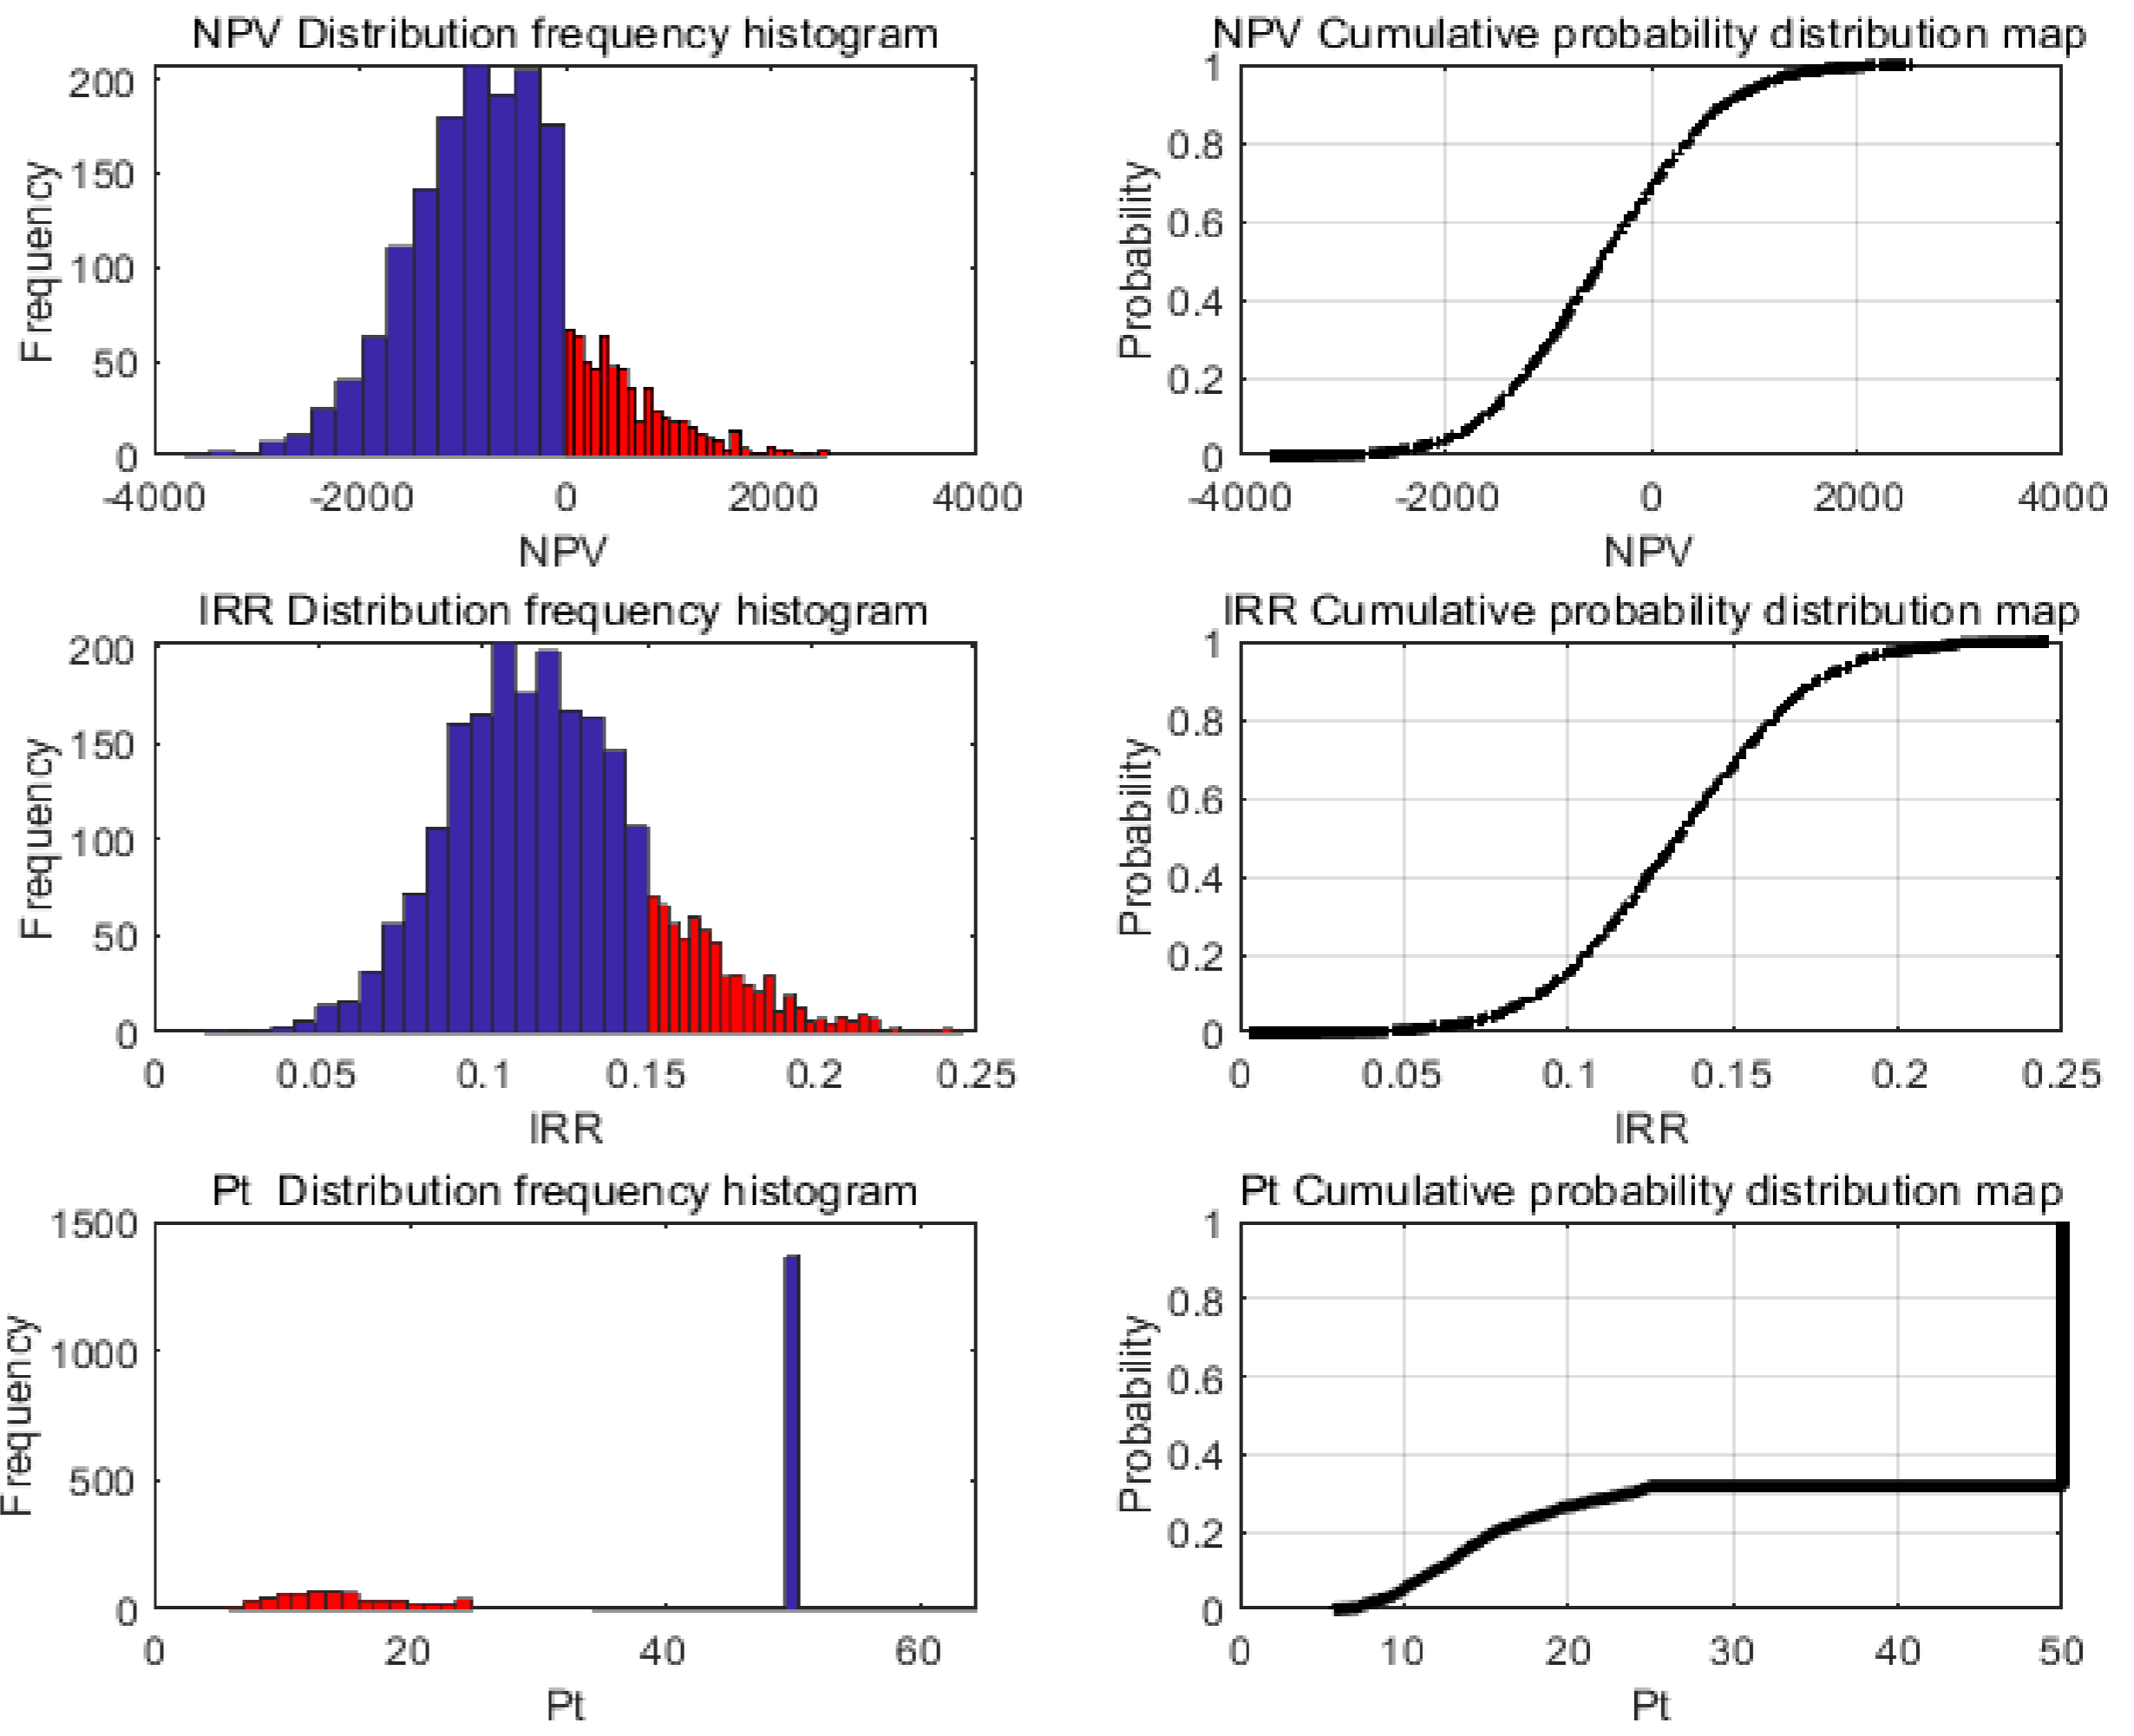 NPV Distribution frequency histogram
200
150
100
50
0
Frequency
-4000 -2000 0 2000 4000
NPV
NPV Cumulative probability distribution map
1
0.8
0.6
0.4
0.2
0
Probability
-4000 -2000 0 2000 4000
NPV
IRR Distribution frequency histogram
200
150
100
50
0
Frequency
0 0.05 0.1 0.15 0.2 0.25
IRR
IRR Cumulative probability distribution map
1
0.8
0.6
0.4
0.2
0
Probability
0 0.05 0.1 0.15 0.2 0.25
IRR
Pt Distribution frequency histogram
1500
1000
500
0
Frequency
0 20 40 60
Pt
Pt Cumulative probability distribution map
1
0.8
0.6
0.4
0.2
0
Probability
0 10 20 30 40 50
Pt